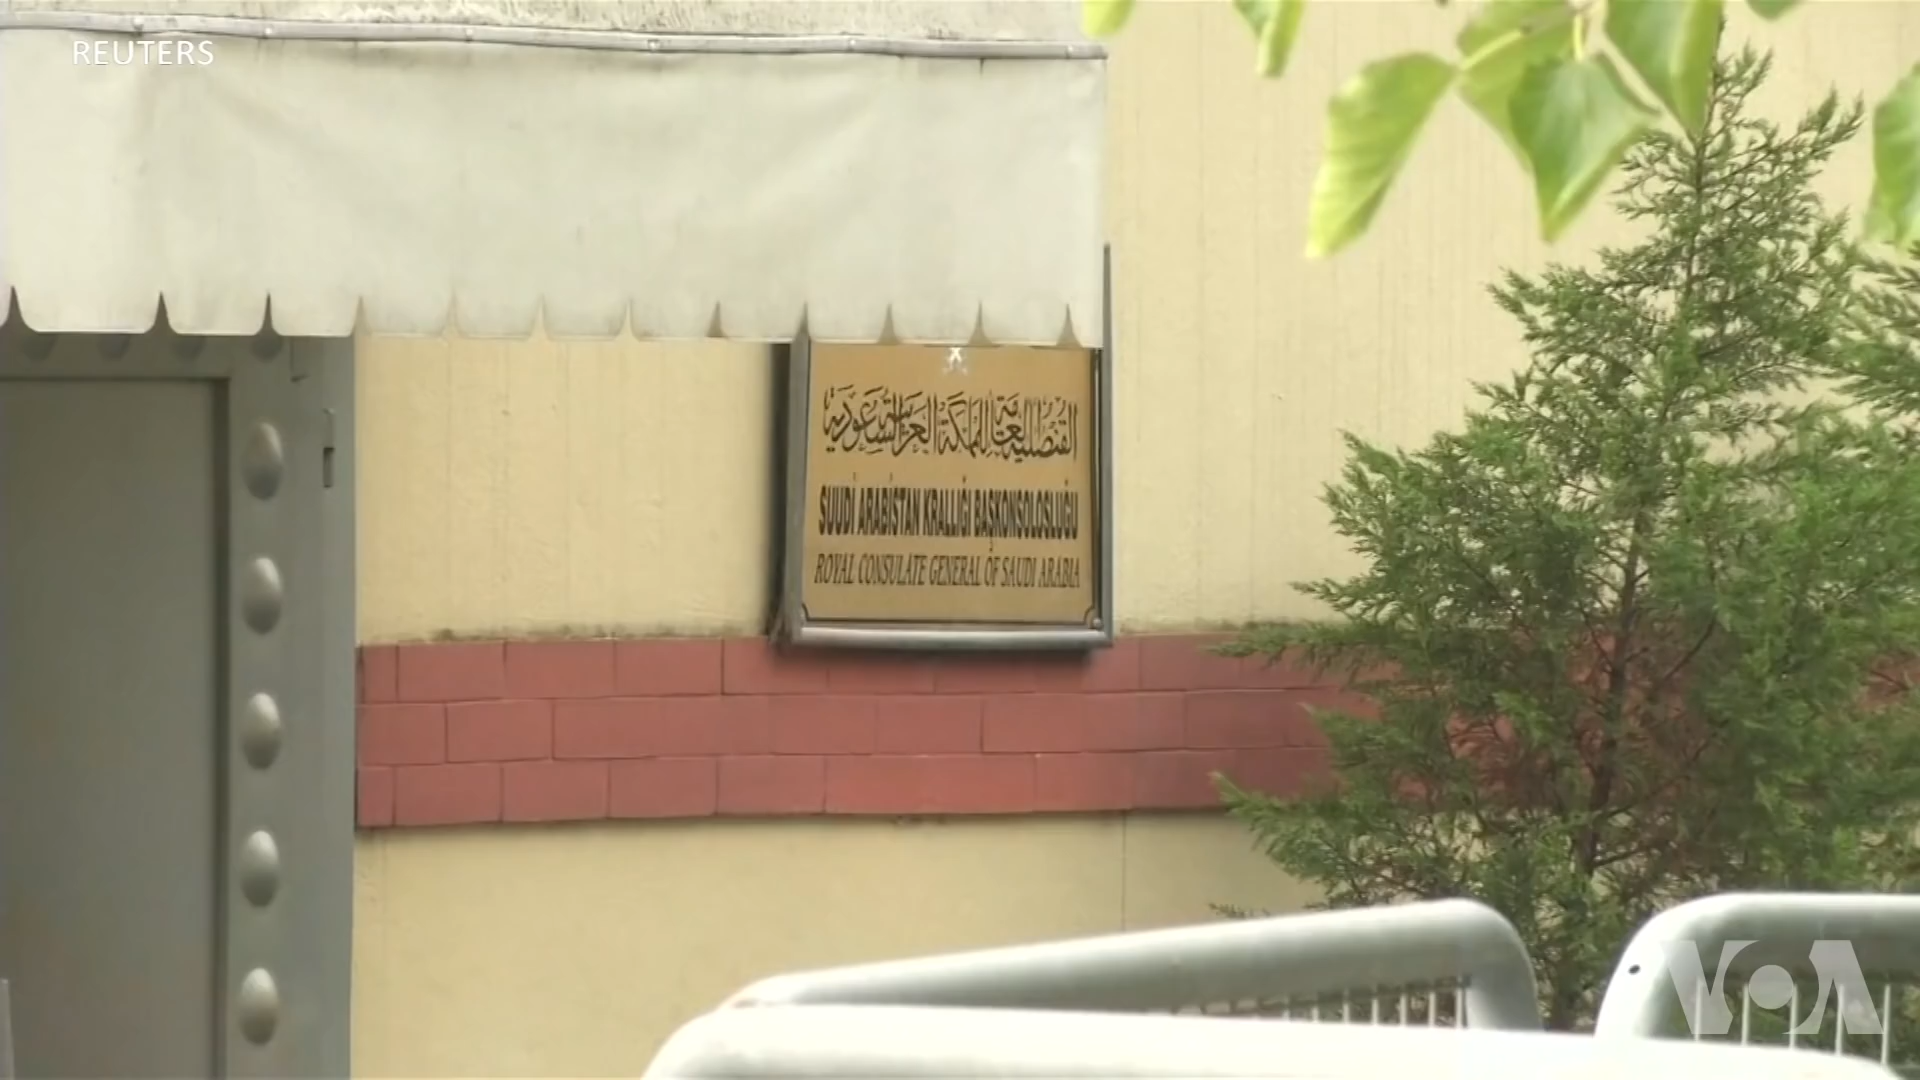 REUTERS
القنصلية العامة للمملكة العربية السعودية
SUUDİ ARABİSTAN KRALLIĞI BAŞKONSOLOSLUĞU
ROYAL CONSULATE GENERAL OF SAUDI ARABIA
VOA